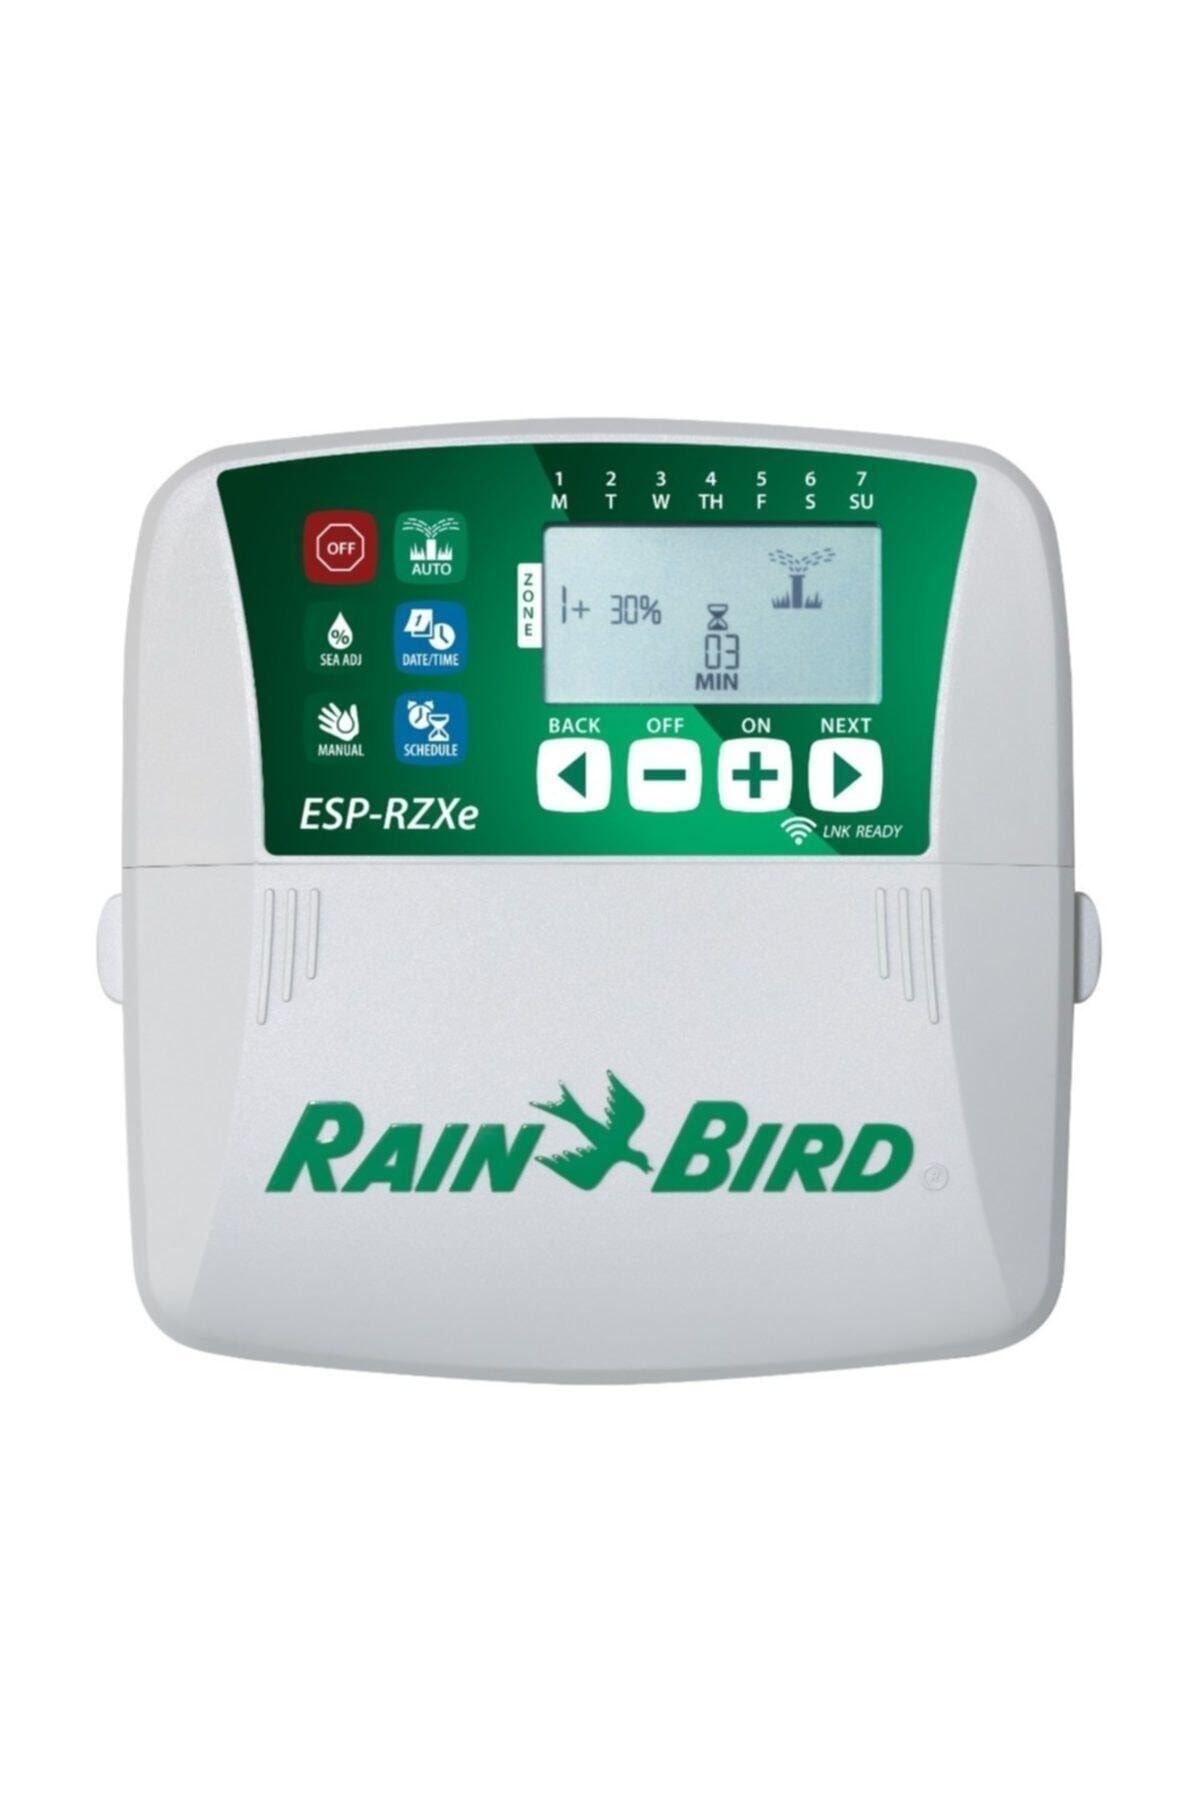 1 2 3 4 5 6 7
M T W TH F S SU
OFF
AUTO
ZONE
1+ 30%
03
MIN
%
SEA ADJ
1
DATE/TIME
MANUAL
SCHEDULE
BACK OFF ON NEXT
ESP-RZXe
LNK READY
RAIN BIRD ®